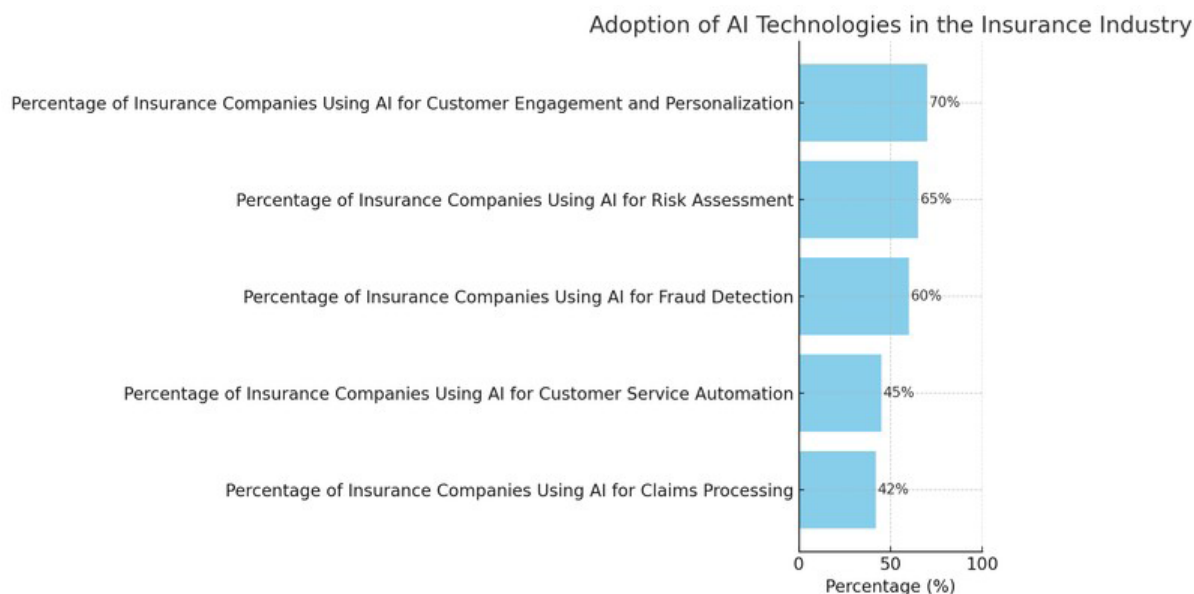 Adoption of AI Technologies in the Insurance Industry
Percentage of Insurance Companies Using AI for Customer Engagement and Personalization
70%
Percentage of Insurance Companies Using AI for Risk Assessment
65%
Percentage of Insurance Companies Using AI for Fraud Detection
60%
Percentage of Insurance Companies Using AI for Customer Service Automation
45%
Percentage of Insurance Companies Using AI for Claims Processing
42%
0 50 100
Percentage (%)